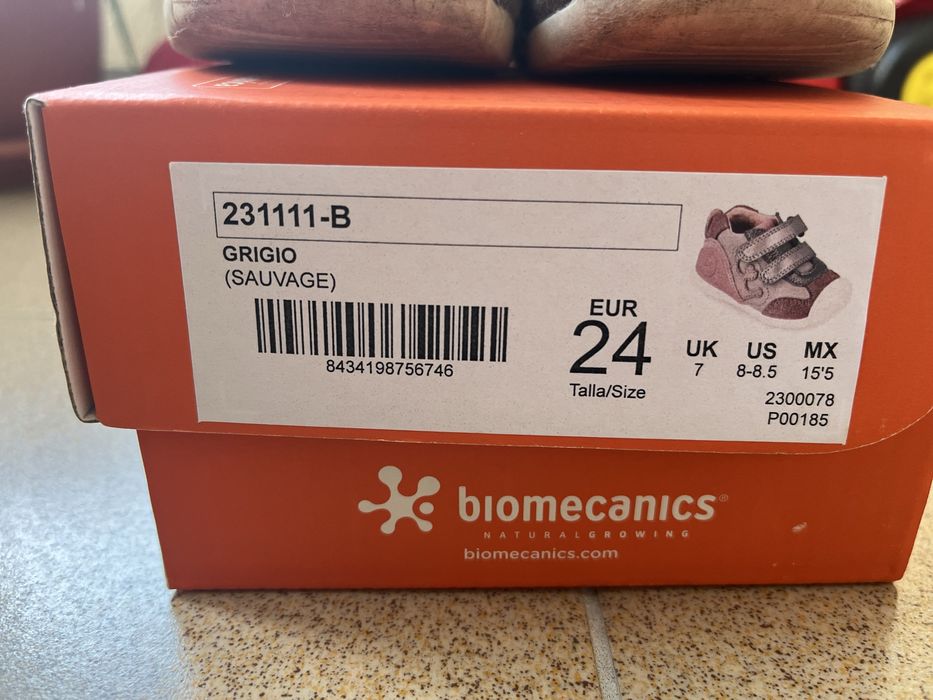 231111-B
GRIGIO
(SAUVAGE)
8434198756746
EUR
24
Talla/Size
UK US MX
7 8-8.5 15'5
2300078
P00185
biomecanics®
NATURALGROWING
biomecanics.com